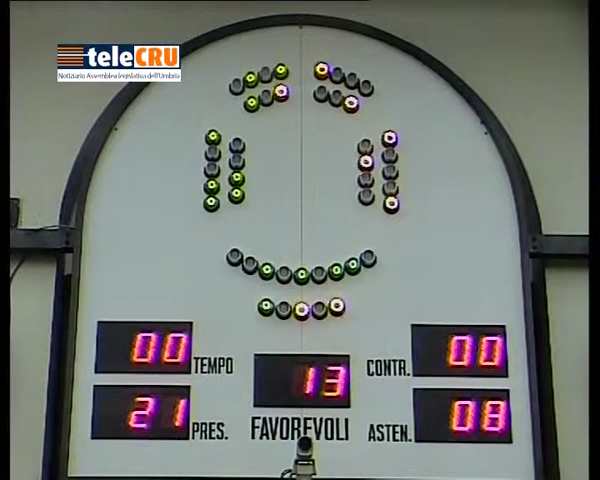 teleCRU
Notiziario Assemblea legislativa dell'Umbria
00 TEMPO
13
CONTR. 00
21 PRES.
FAVOREVOLI
ASTEN. 08